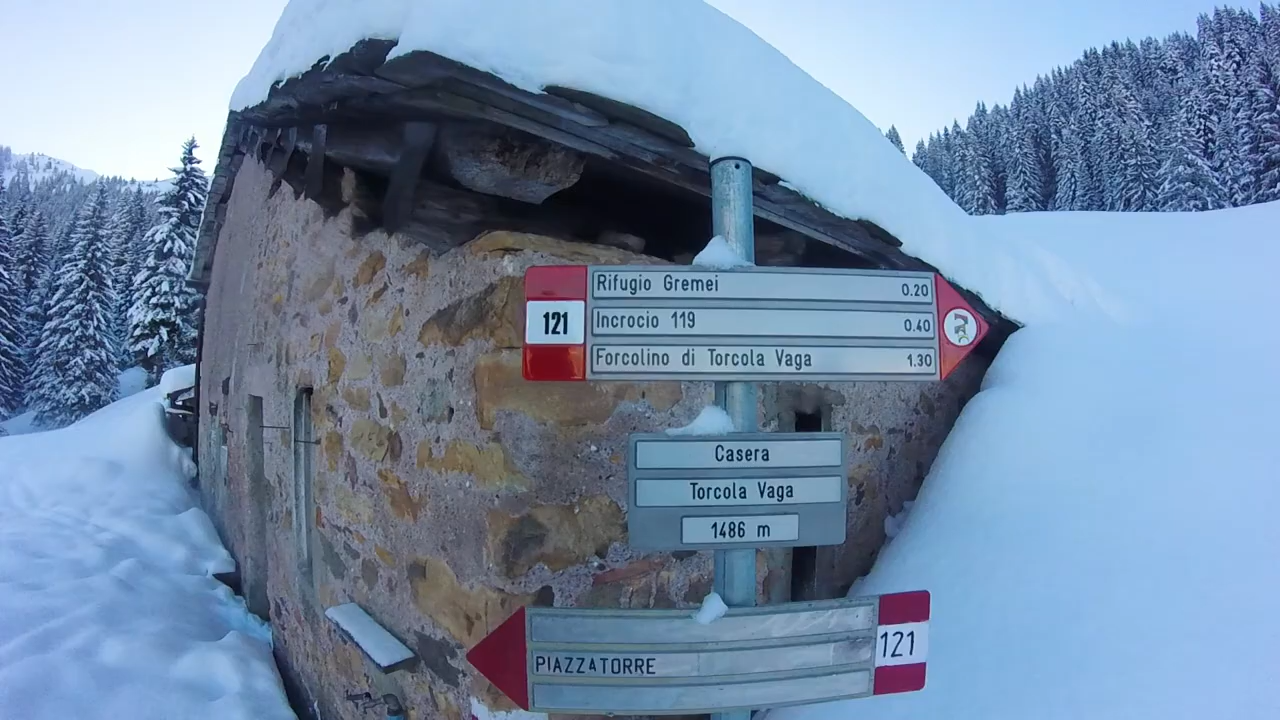 Rifugio Gremei 0.20
121 Incrocio 119 0.40
Forcolino di Torcola Vaga 1.30
Casera
Torcola Vaga
1486 m
PIAZZATORRE 121